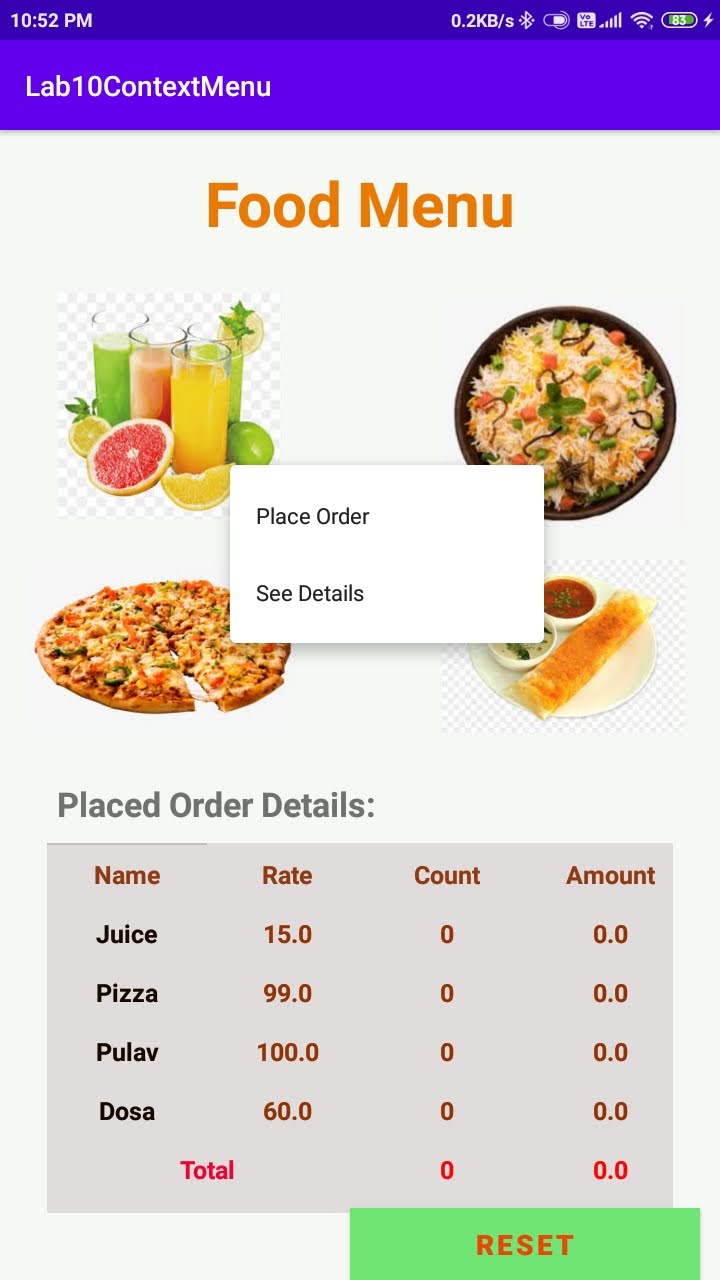 10:52 PM 0.2KB/s Vo LTE 83
Lab10ContextMenu
Food Menu
Place Order
See Details
Placed Order Details:
Name Rate Count Amount
Juice 15.0 0 0.0
Pizza 99.0 0 0.0
Pulav 100.0 0 0.0
Dosa 60.0 0 0.0
Total 0 0.0
RESET